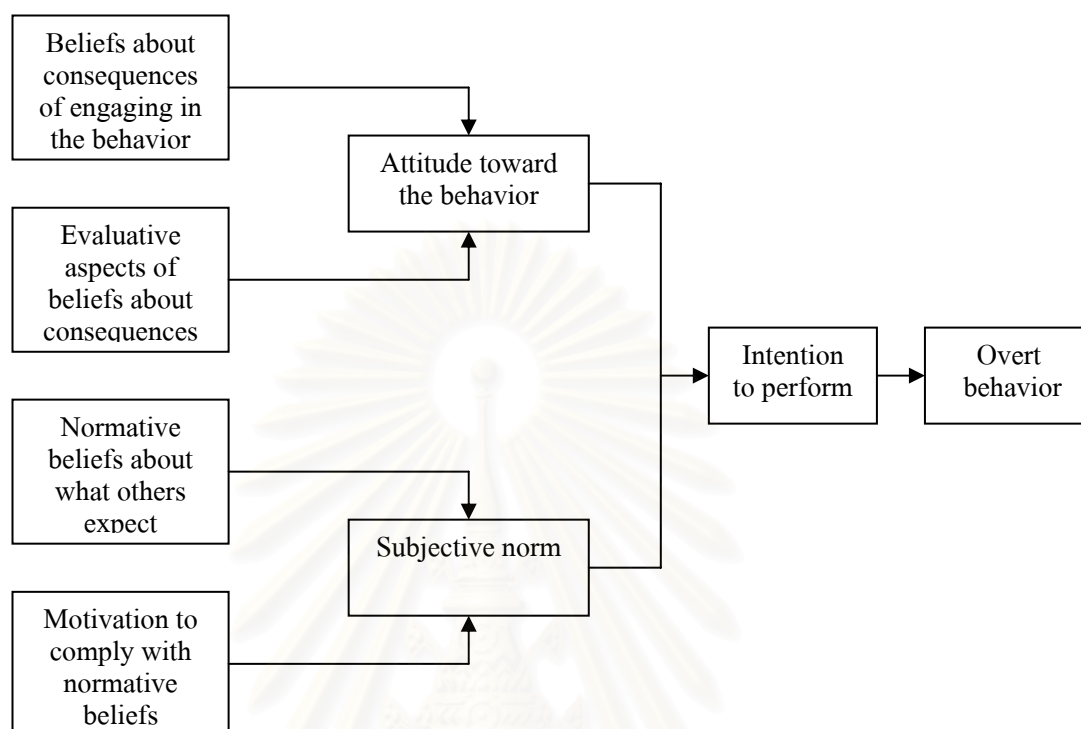 Beliefs about
consequences
of engaging in
the behavior
Evaluative
aspects of
beliefs about
consequences
Normative
beliefs about
what others
expect
Motivation to
comply with
normative
beliefs
Attitude toward
the behavior
Subjective norm
Intention
to perform
Overt
behavior